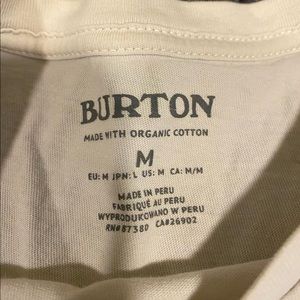 BURTON
MADE WITH ORGANIC COTTON
M
EU: M JPN: L US: M CA: M/M
MADE IN PERU
FABRIQUÉ AU PERU
WYPRODUKOWANO W PERU
RN#87380 CA#26902